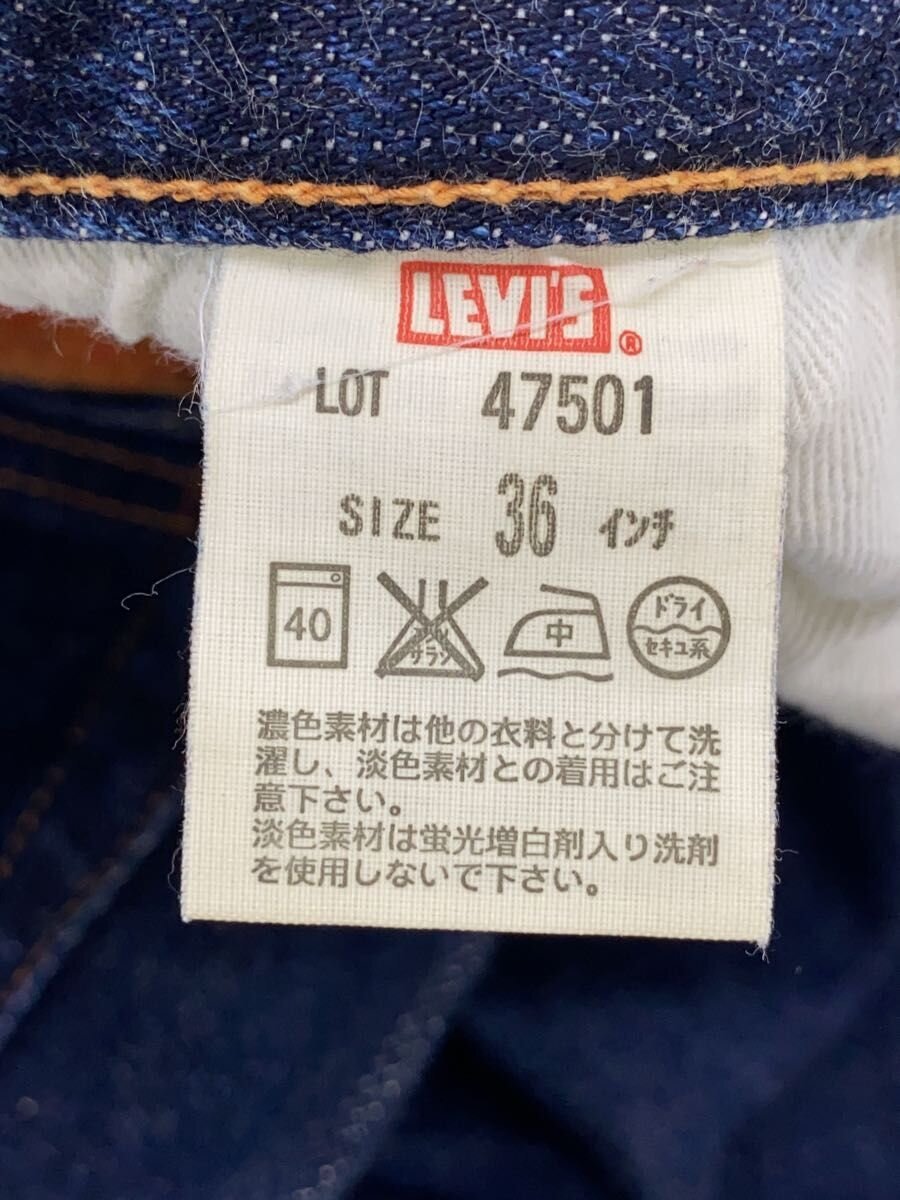 LEVI'S®
LOT 47501
SIZE 36 インチ
40 サラシ 中 ドライ
セキユ系
濃色素材は他の衣料と分けて洗
濯し、淡色素材との着用はご注
意下さい。
淡色素材は蛍光増白剤入り洗剤
を使用しないで下さい。